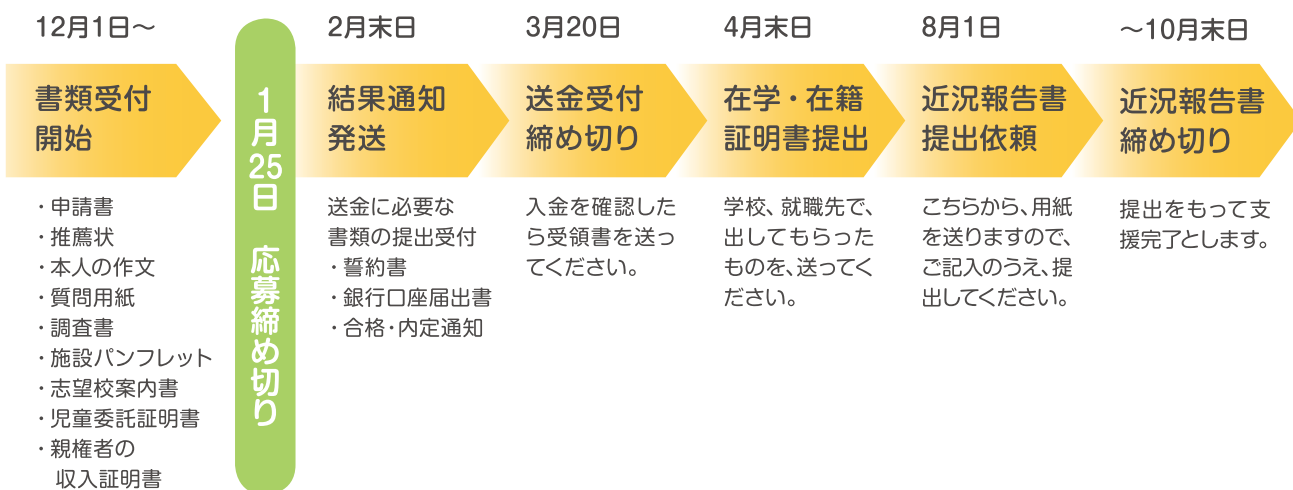 12月1日〜
書類受付
開始
・申請書
・推薦状
・本人の作文
・質問用紙
・調査書
・施設パンフレット
・志望校案内書
・児童委託証明書
・親権者の
収入証明書
1月25日　応募締め切り
2月末日
結果通知
発送
送金に必要な
書類の提出受付
・誓約書
・銀行口座届出書
・合格・内定通知
3月20日
送金受付
締め切り
入金を確認した
ら受領書を送っ
てください。
4月末日
在学・在籍
証明書提出
学校、就職先で、
出してもらった
ものを、送ってく
ださい。
8月1日
近況報告書
提出依頼
こちらから、用紙
を送りますので、
ご記入のうえ、提
出してください。
〜10月末日
近況報告書
締め切り
提出をもって支
援完了とします。